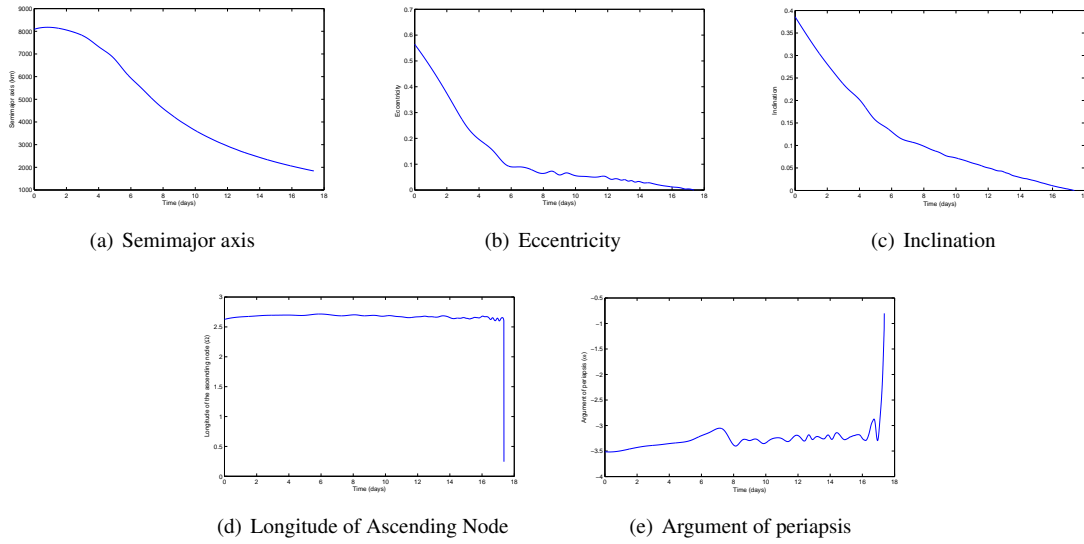 9000
8000
7000
6000
5000
4000
3000
2000
1000
Semimajor axis (km)
0 2 4 6 8 10 12 14 16 18
Time (days)
(a) Semimajor axis
0.7
0.6
0.5
0.4
0.3
0.2
0.1
0
Eccentricity
0 2 4 6 8 10 12 14 16 18
Time (days)
(b) Eccentricity
0.4
0.35
0.3
0.25
0.2
0.15
0.1
0.05
0
Inclination
0 2 4 6 8 10 12 14 16 18
Time (days)
(c) Inclination
3
2.5
2
1.5
1
0.5
0
Longitude of the ascending node (Ω)
0 2 4 6 8 10 12 14 16 18
Time (days)
(d) Longitude of Ascending Node
−0.5
−1
−1.5
−2
−2.5
−3
−3.5
−4
Argument of periapsis (ω)
0 2 4 6 8 10 12 14 16 18
Time (days)
(e) Argument of periapsis